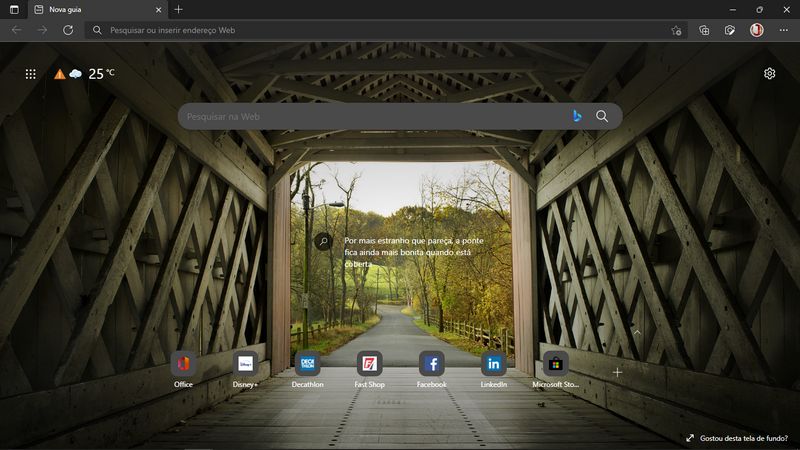 Nova guia
Pesquisar ou inserir endereço Web
25 °C
Pesquisar na Web
Por mais estranho que pareça, a ponte
fica ainda mais bonita quando está
coberta
Office
Disney+
Decathlon
Fast Shop
Facebook
LinkedIn
Microsoft Sto...
Gostou desta tela de fundo?